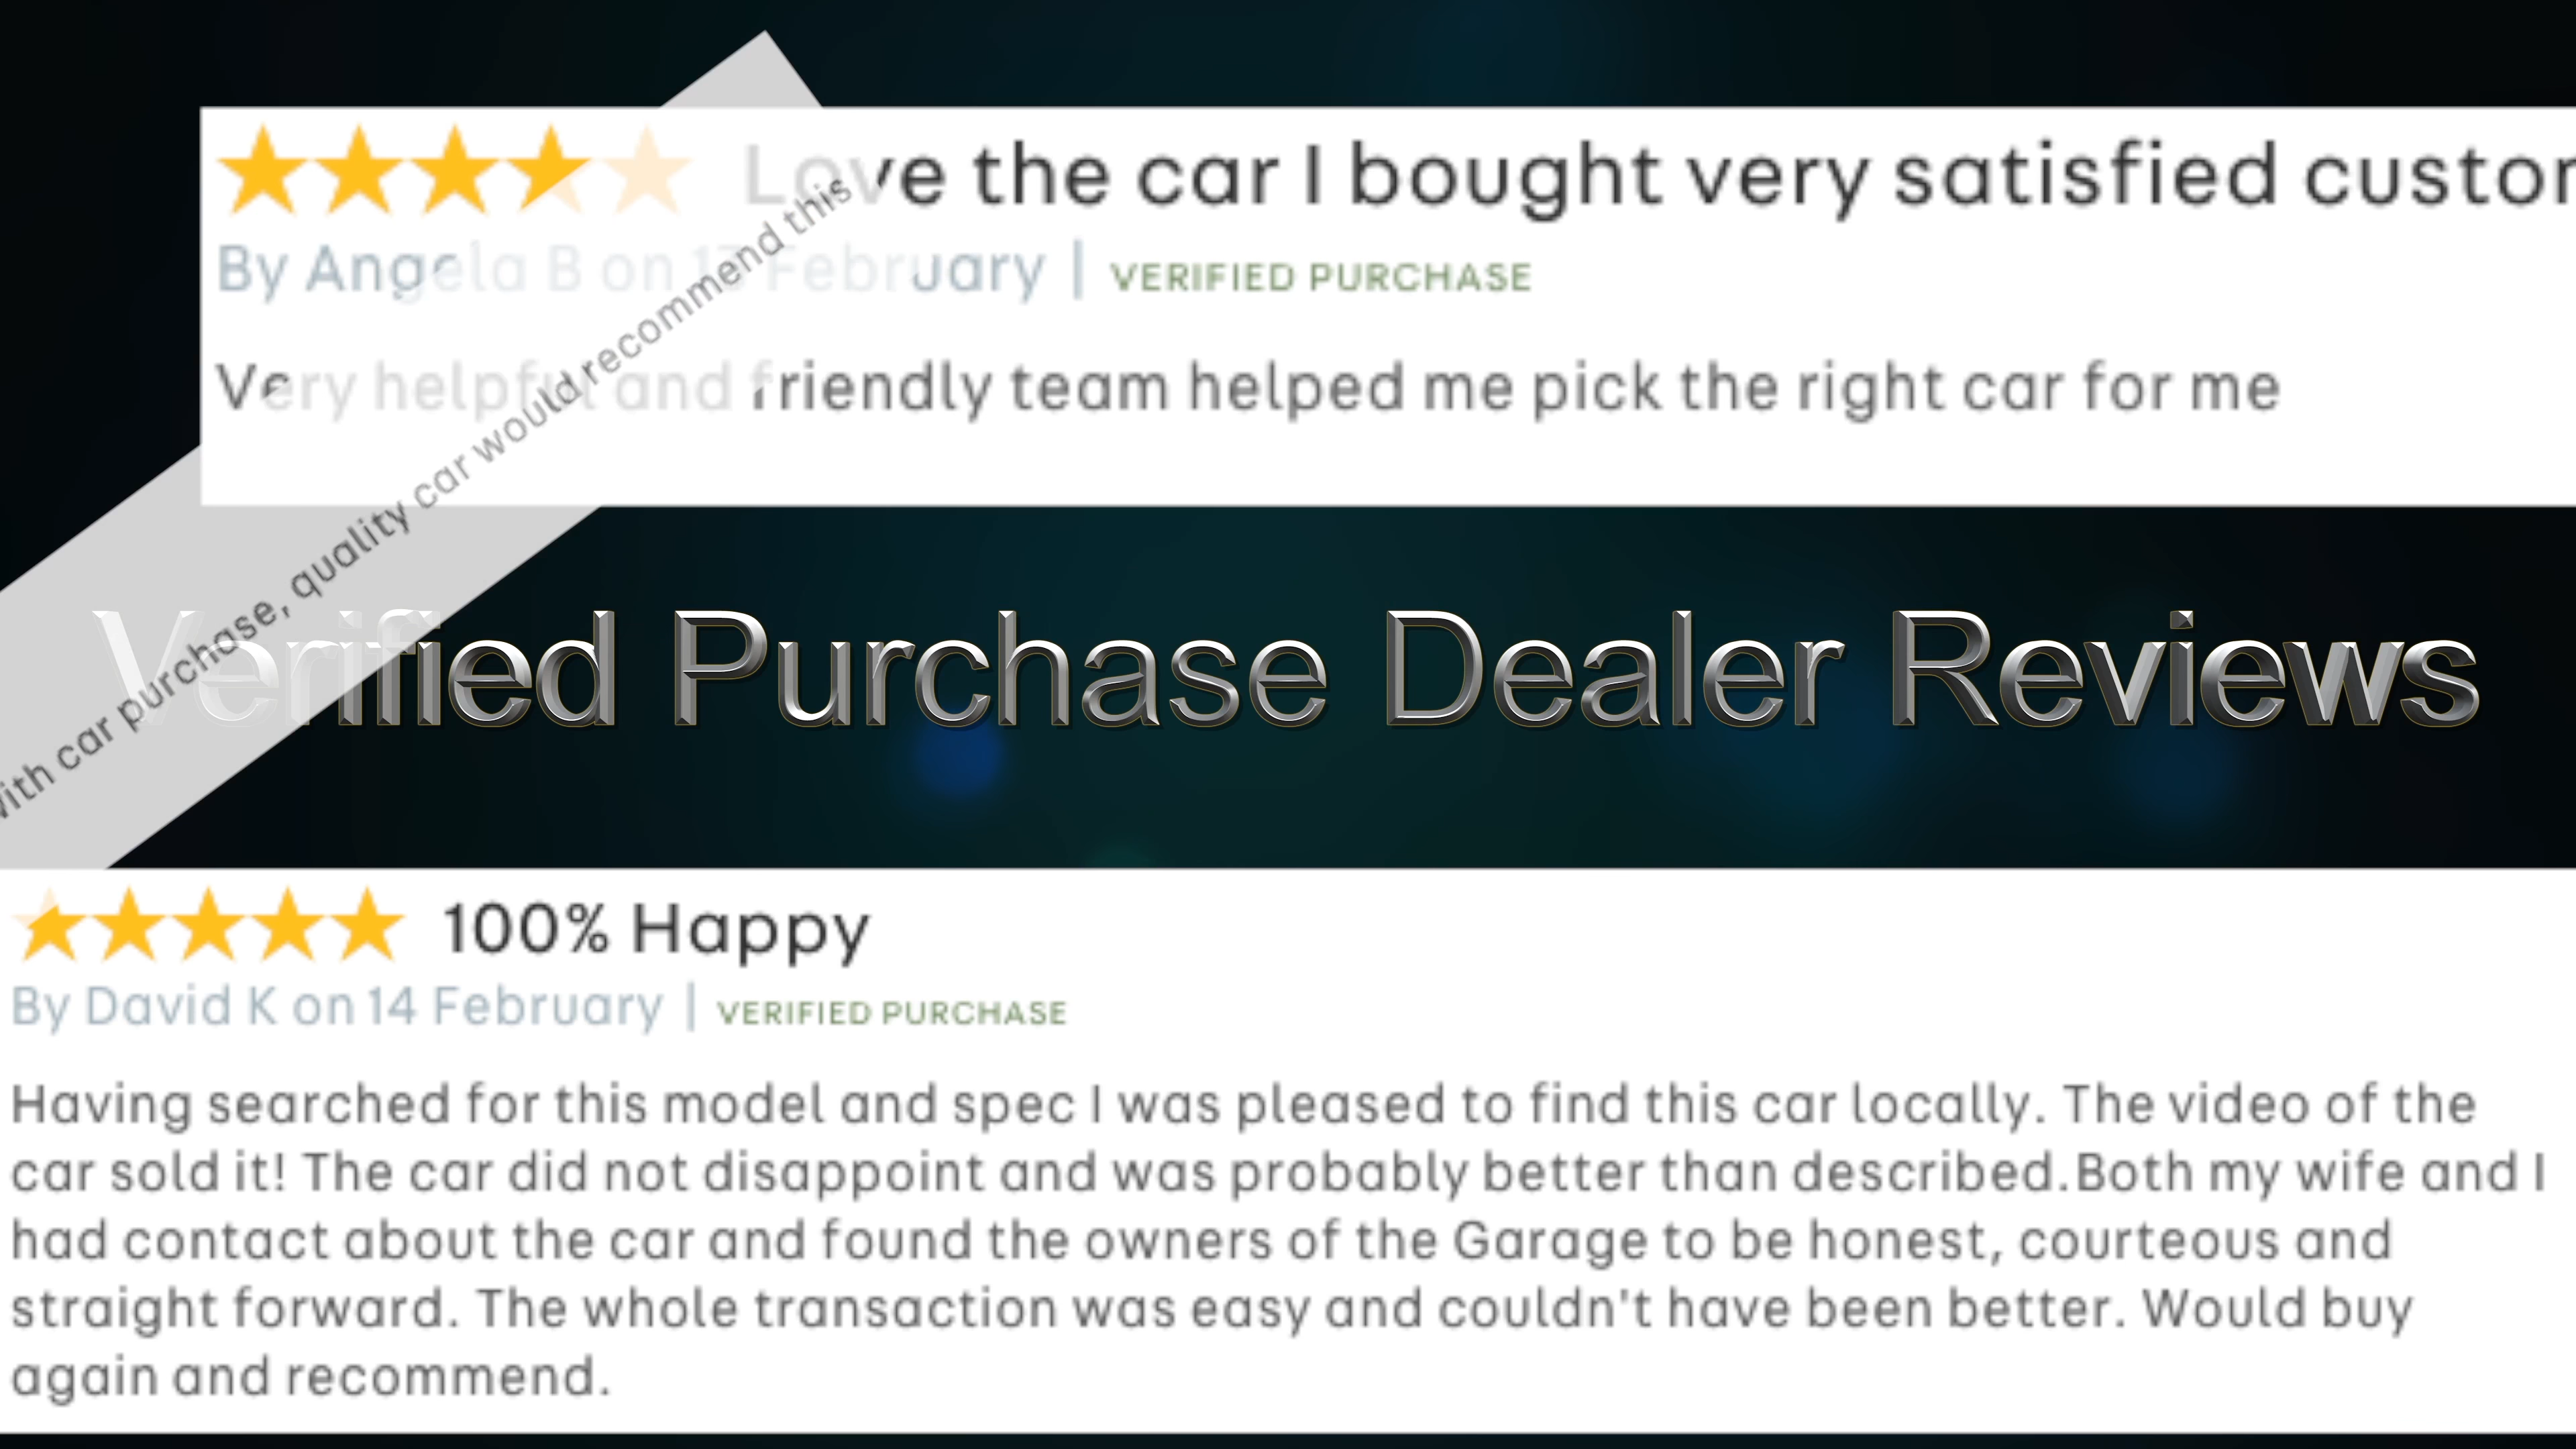 Love the car I bought very satisfied
By Angela B on February | VERIFIED PURCHASE
Very helpful and friendly team helped me pick the right car for me
with car purchase, quality car would recommend this
Verified Purchase Dealer Reviews
100% Happy
By David K on 14 February | VERIFIED PURCHASE
Having searched for this model and spec I was pleased to find this car locally. The video of the
car sold it! The car did not disappoint and was probably better than described.Both my wife and I
had contact about the car and found the owners of the Garage to be honest, courteous and
straight forward. The whole transaction was easy and couldn't have been better. Would buy
again and recommend.